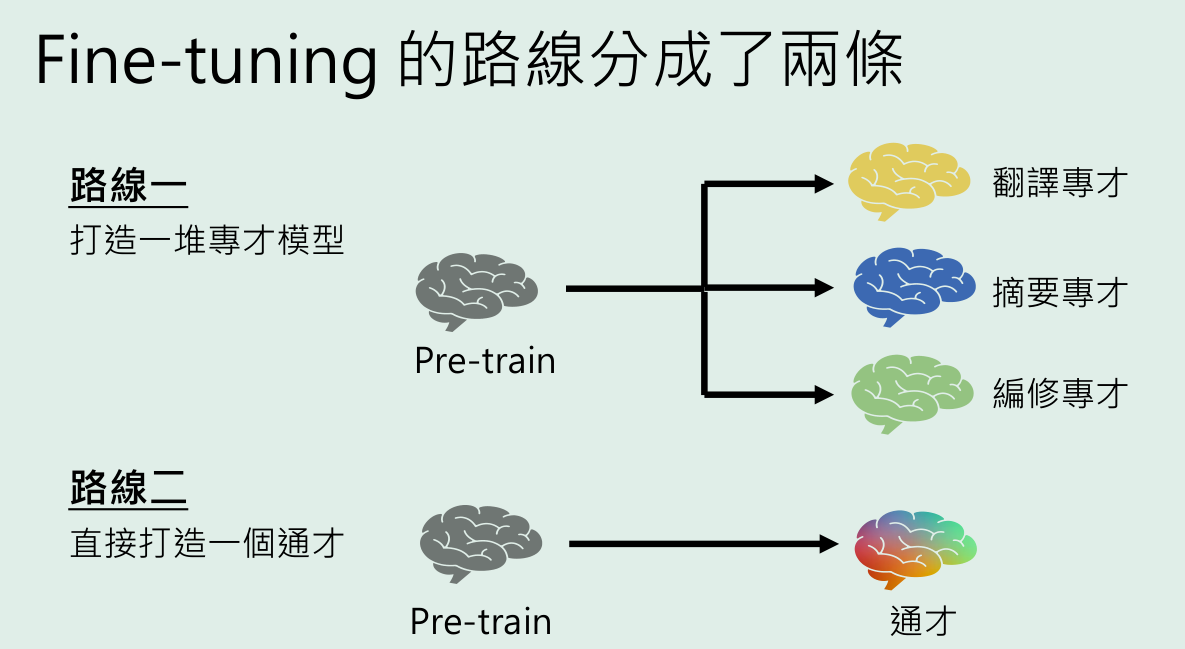 Fine-tuning 的路線分成了兩條
路線一
打造一堆專才模型
Pre-train
翻譯專才
摘要專才
編修專才
路線二
直接打造一個通才
Pre-train
通才